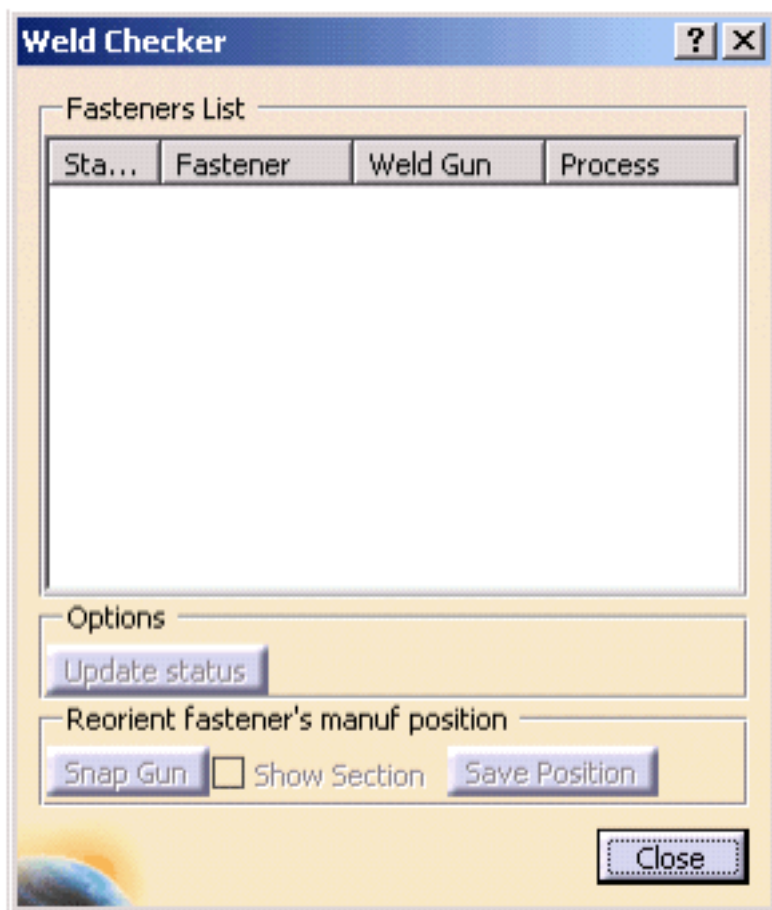 Weld Checker ? X
Fasteners List
Sta... Fastener Weld Gun Process
Options
Update status
Reorient fastener's manuf position
Snap Gun Show Section Save Position
Close